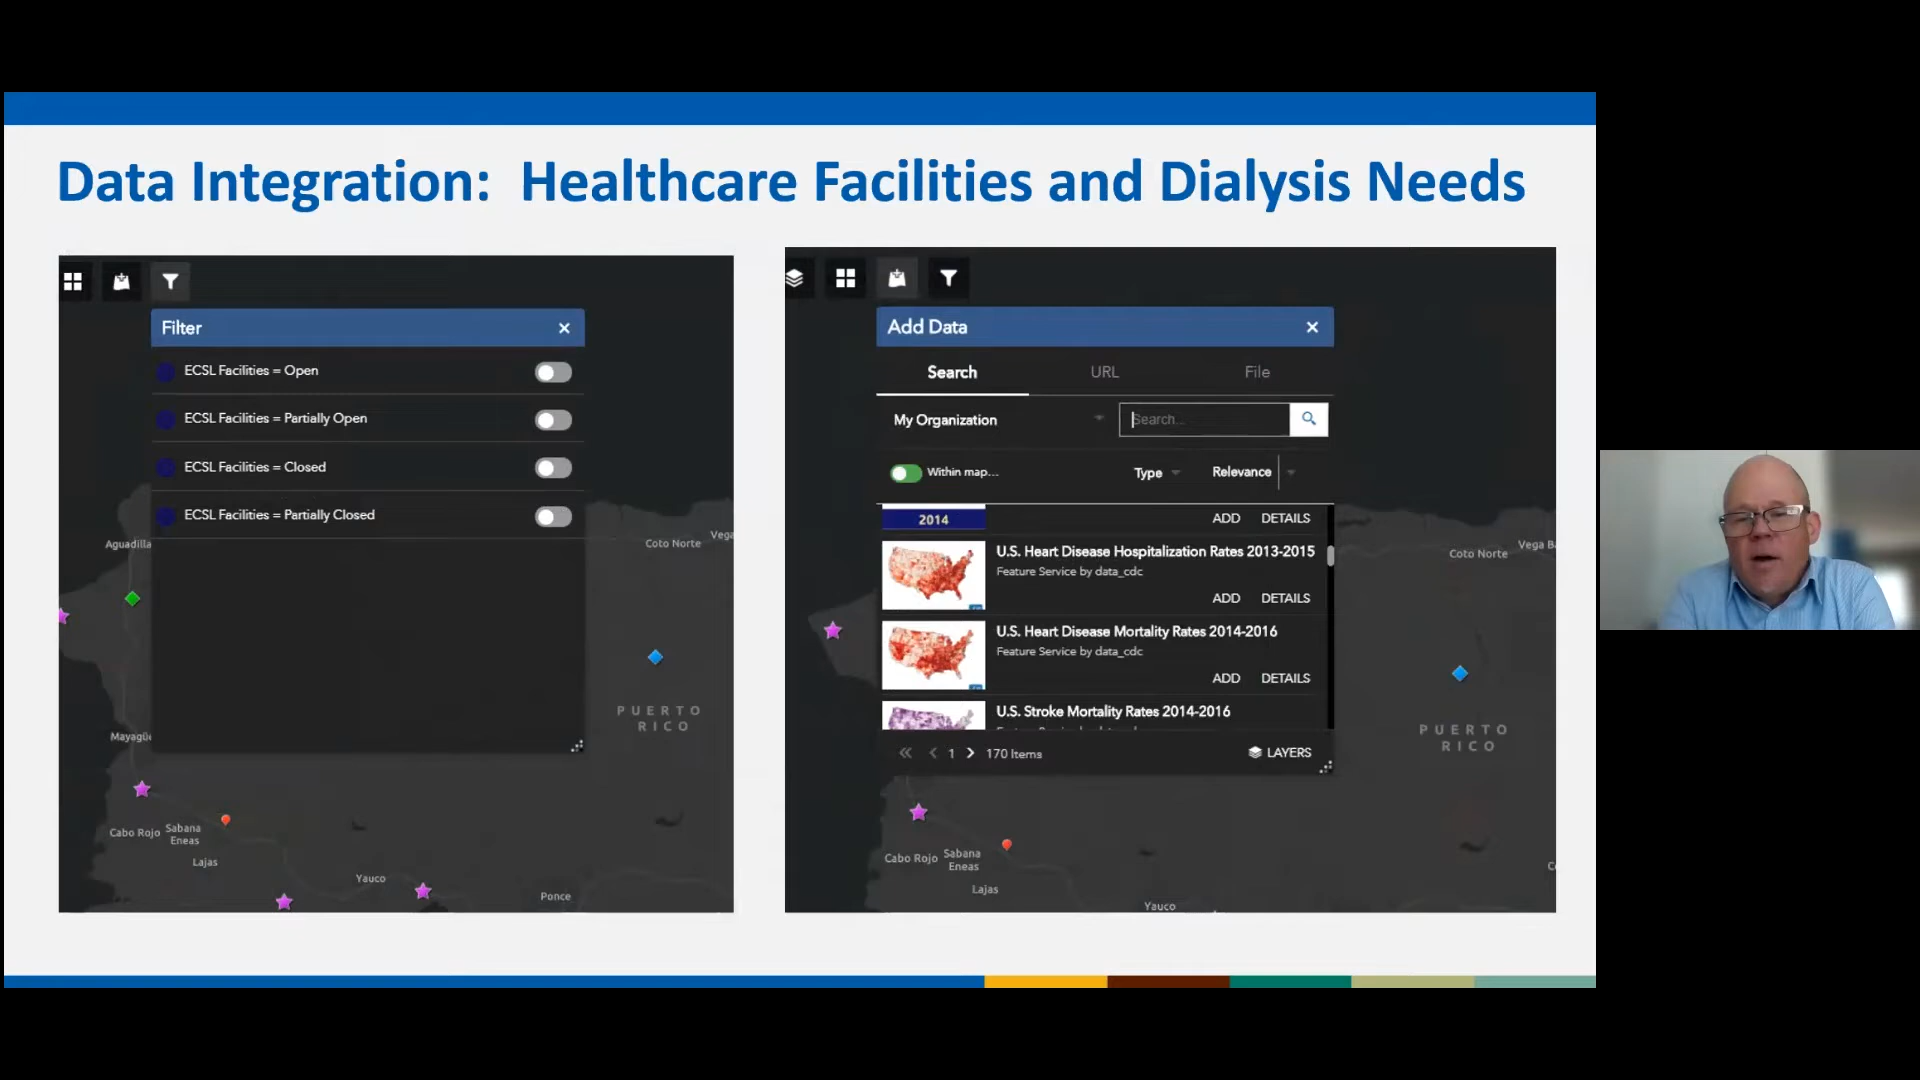 Data Integration:  Healthcare Facilities and Dialysis Needs
Filter
ECSL Facilities = Open
ECSL Facilities = Partially Open
ECSL Facilities = Closed
ECSL Facilities = Partially Closed
Aguadilla
Coto Norte
Vega
PUERTO
RICO
Mayagüe
Cabo Rojo
Sabana
Eneas
Lajas
Yauco
Ponce
Add Data
Search
URL
File
My Organization
Search...
Within map...
Type
Relevance
2014
ADD
DETAILS
U.S. Heart Disease Hospitalization Rates 2013-2015
Feature Service by data_cdc
ADD
DETAILS
U.S. Heart Disease Mortality Rates 2014-2016
Feature Service by data_cdc
ADD
DETAILS
U.S. Stroke Mortality Rates 2014-2016
1
170 Items
LAYERS
Coto Norte
Vega B
PUERTO
RICO
Cabo Rojo
Sabana
Eneas
Lajas
Yauco